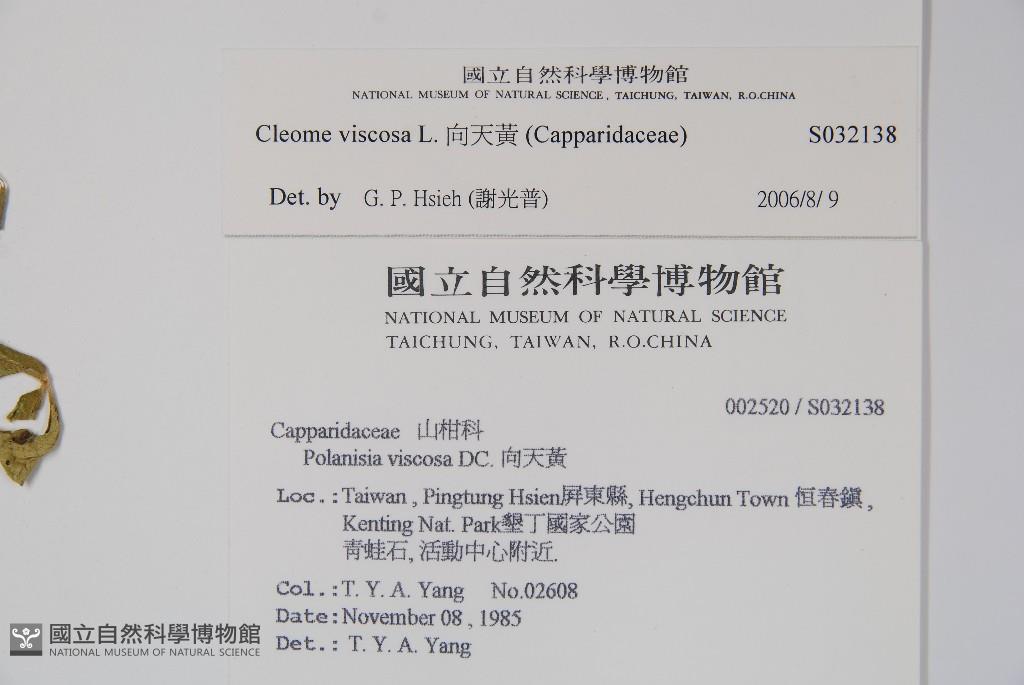 國立自然科學博物館
NATIONAL MUSEUM OF NATURAL SCIENCE, TAICHUNG, TAIWAN, R.O.CHINA
Cleome viscosa L. 向天黃 (Capparidaceae) S032138
Det. by G. P. Hsieh (謝光普) 2006/8/ 9
國立自然科學博物館
NATIONAL MUSEUM OF NATURAL SCIENCE
TAICHUNG, TAIWAN, R.O.CHINA
002520 / S032138
Capparidaceae 山柑科
Polanisia viscosa DC. 向天黃
Loc.:Taiwan , Pingtung Hsien屏東縣, Hengchun Town 恒春鎮 ,
Kenting Nat. Park墾丁國家公園
青蛙石, 活動中心附近.
Col.:T. Y. A. Yang No.02608
Date:November 08 , 1985
Det.: T. Y. A. Yang
國立自然科學博物館
NATIONAL MUSEUM OF NATURAL SCIENCE